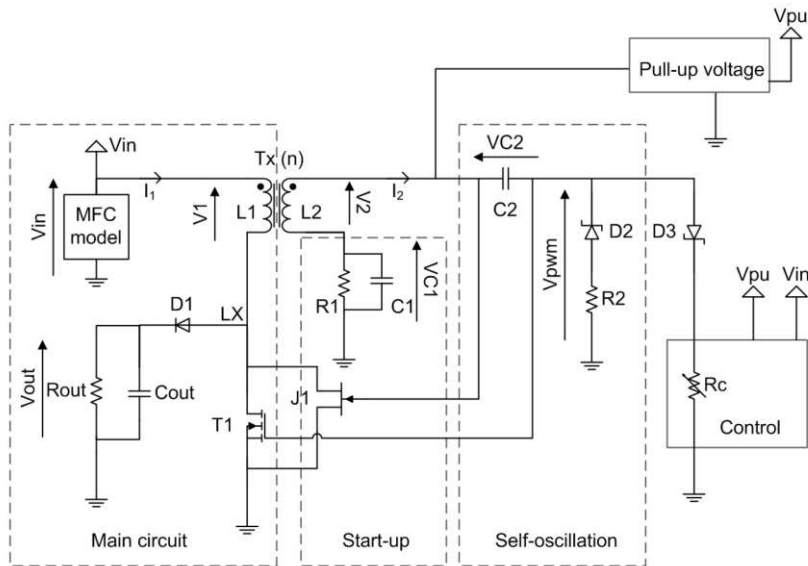 Vpu
Pull-up voltage
Vin
Tx (n)
VC2
I1
V1
L1
L2
V2
I2
C2
Vin
MFC
model
VC1
Vpwm
D2
D3
R1
C1
R2
Vpu
Vin
D1
LX
Vout
Rout
Cout
J1
T1
Rc
Control
Main circuit
Start-up
Self-oscillation